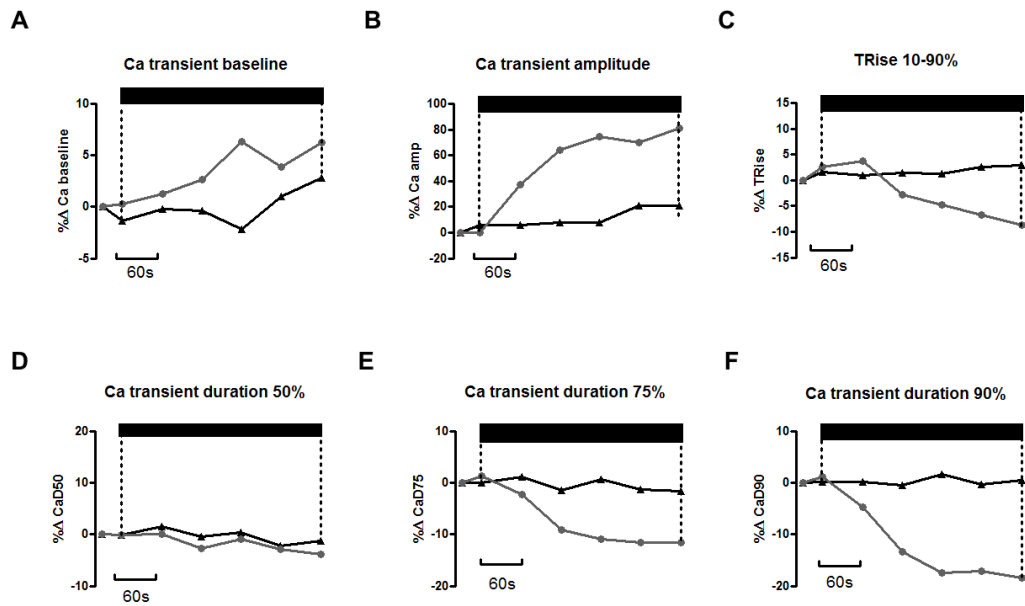 A
Ca transient baseline
%Δ Ca baseline
10
5
0
-5
60s
B
Ca transient amplitude
%Δ Ca amp
100
80
60
40
20
0
-20
60s
C
TRise 10-90%
%Δ TRise
15
10
5
0
-5
-10
-15
60s
D
Ca transient duration 50%
%Δ CaD50
20
10
0
-10
60s
E
Ca transient duration 75%
%Δ CaD75
10
0
-10
-20
60s
F
Ca transient duration 90%
%Δ CaD90
10
0
-10
-20
60s